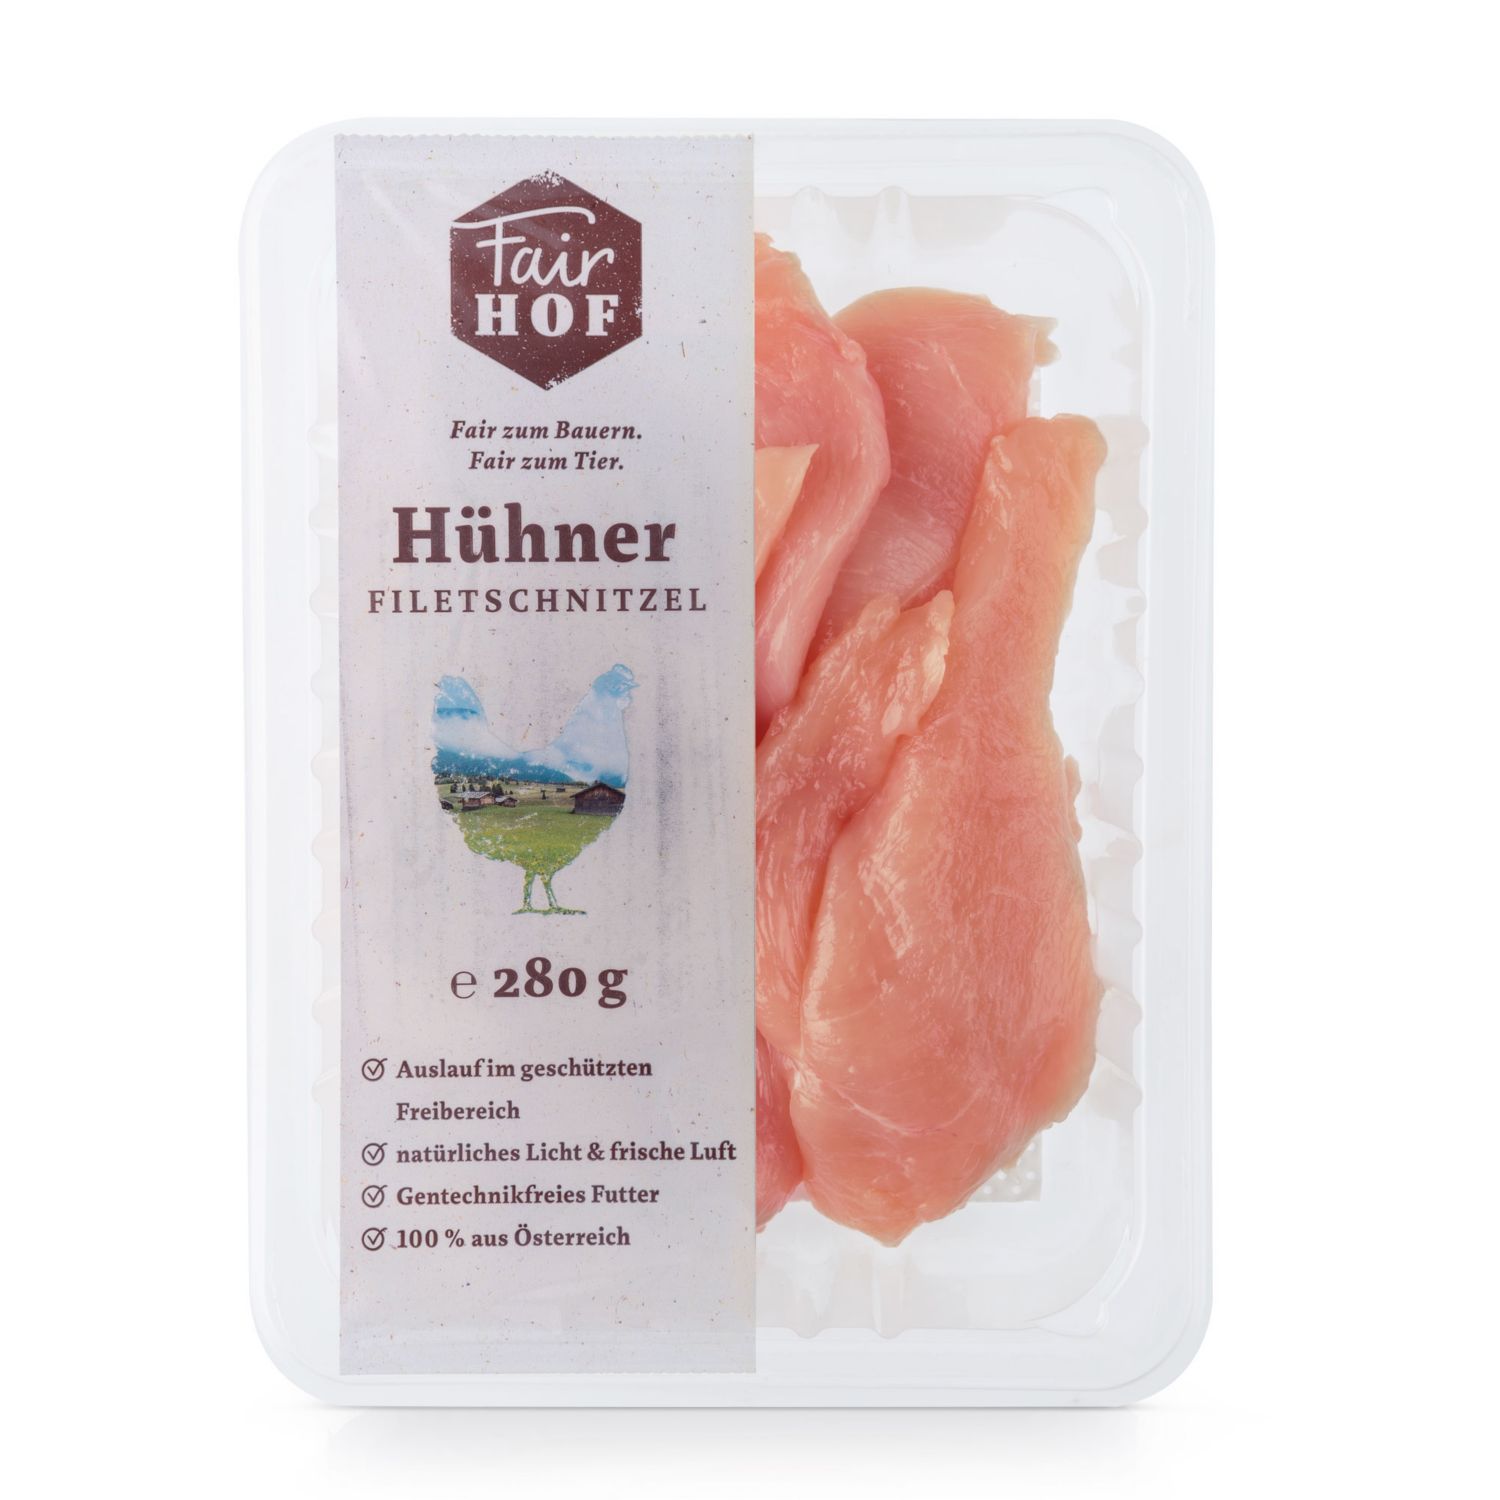 Fair
HOF
Fair zum Bauern.
Fair zum Tier.
Hühner
FILETSCHNITZEL
℮ 280 g
Auslauf im geschützten
Freibereich
natürliches Licht & frische Luft
Gentechnikfreies Futter
100 % aus Österreich